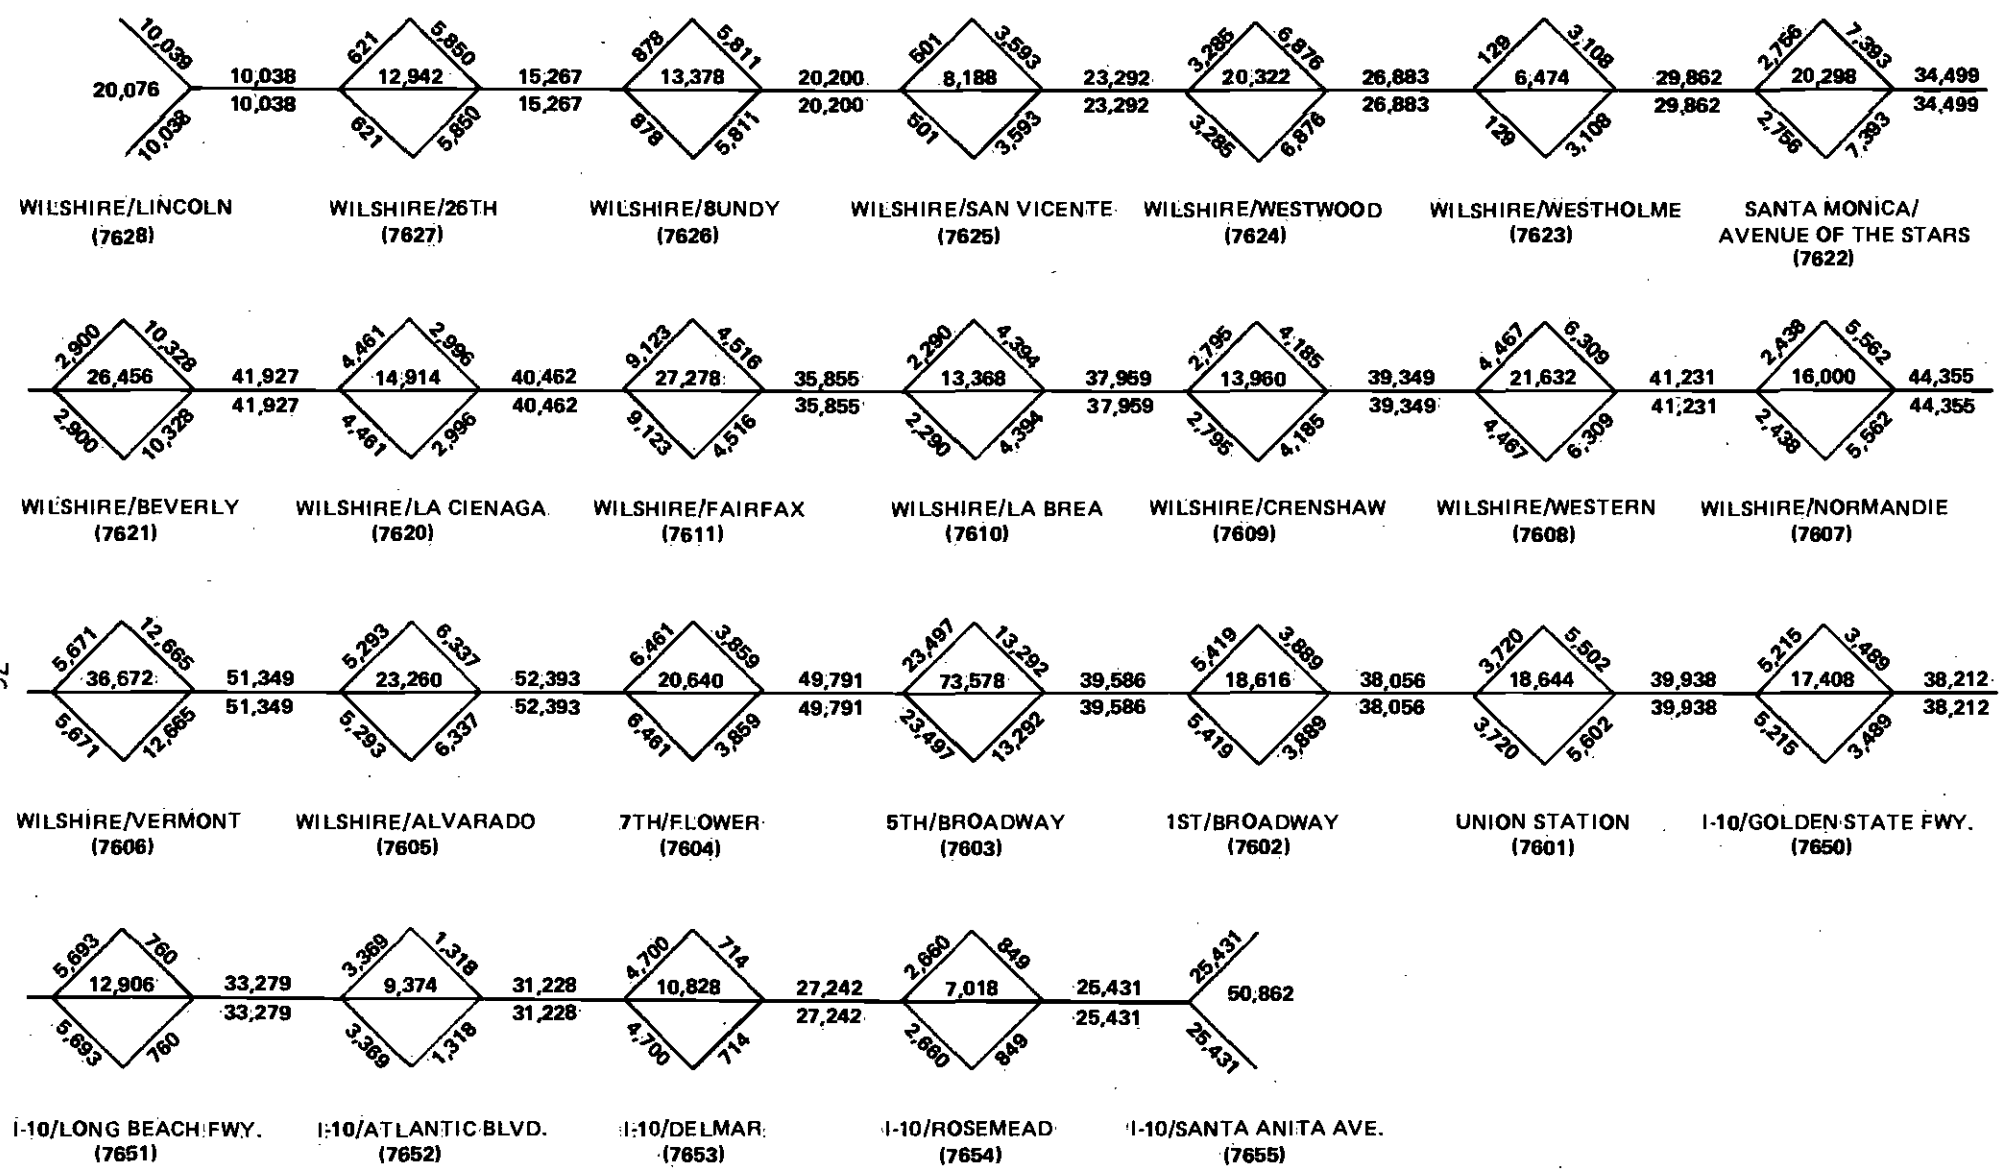 10,039 621 5,850 878 5,811 501 3,593 3,285 6,876 129 3,108 2,756 7,393
20,076 10,038 12,942 15,267 13,378 20,200 8,188 23,292 20,322 26,883 6,474 29,862 20,298 34,499
10,038 15,267 20,200 23,292 26,883 29,862 34,499
10,038 621 5,850 878 5,811 501 3,593 3,285 6,876 129 3,108 2,756 7,393
WILSHIRE/LINCOLN WILSHIRE/26TH WILSHIRE/BUNDY WILSHIRE/SAN VICENTE WILSHIRE/WESTWOOD WILSHIRE/WESTHOLME SANTA MONICA/
(7628) (7627) (7626) (7625) (7624) (7623) AVENUE OF THE STARS
(7622)
2,900 10,328 4,461 2,996 9,123 4,516 2,290 4,394 2,795 4,185 4,467 6,309 2,438 5,562
26,456 41,927 14,914 40,462 27,278 35,855 13,368 37,959 13,960 39,349 21,632 41,231 16,000 44,355
41,927 40,462 35,855 37,959 39,349 41,231 44,355
2,900 10,328 4,461 2,996 9,123 4,516 2,290 4,394 2,795 4,185 4,467 6,309 2,438 5,562
WILSHIRE/BEVERLY WILSHIRE/LA CIENAGA WILSHIRE/FAIRFAX WILSHIRE/LA BREA WILSHIRE/CRENSHAW WILSHIRE/WESTERN WILSHIRE/NORMANDIE
(7621) (7620) (7611) (7610) (7609) (7608) (7607)
5,671 12,665 5,293 6,337 6,461 3,859 23,497 13,292 5,419 3,889 3,720 5,502 5,215 3,489
36,672 51,349 23,260 52,393 20,640 49,791 73,578 39,586 18,616 38,056 18,644 39,938 17,408 38,212
51,349 52,393 49,791 39,586 38,056 39,938 38,212
5,671 12,665 5,293 6,337 6,461 3,859 23,497 13,292 5,419 3,889 3,720 5,602 5,215 3,489
WILSHIRE/VERMONT WILSHIRE/ALVARADO 7TH/FLOWER 5TH/BROADWAY 1ST/BROADWAY UNION STATION I-10/GOLDEN STATE FWY.
(7606) (7605) (7604) (7603) (7602) (7601) (7650)
5,693 760 3,369 1,318 4,700 714 2,660 849 25,431
12,906 33,279 9,374 31,228 10,828 27,242 7,018 25,431 50,862
33,279 31,228 27,242 25,431
5,693 760 3,369 1,318 4,700 714 2,660 849 25,431
I-10/LONG BEACH FWY. I-10/ATLANTIC BLVD. I-10/DELMAR I-10/ROSEMEAD I-10/SANTA ANITA AVE.
(7651) (7652) (7653) (7654) (7655)